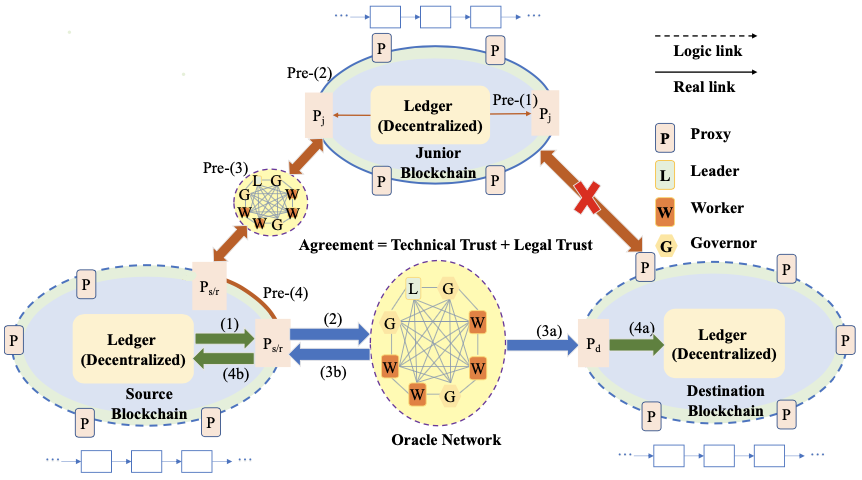 ... ...
P P
Logic link
Real link
Pre-(2)
Pre-(1)
Ledger
(Decentralized)
Pj Pj
Junior
Blockchain
P P
P Proxy
L Leader
W Worker
G Governor
Pre-(3)
L G
G W
W W
W G
Agreement = Technical Trust + Legal Trust
P P P
Ps/r
Pre-(4)
L G
G W
W W
W G
(1)
(2)
(3a)
(4a)
P
Ledger
(Decentralized)
Ps/r
Pd
Ledger
(Decentralized)
P
(4b)
(3b)
Source
Blockchain
Destination
Blockchain
P P
P P
Oracle Network
... ...
... ...